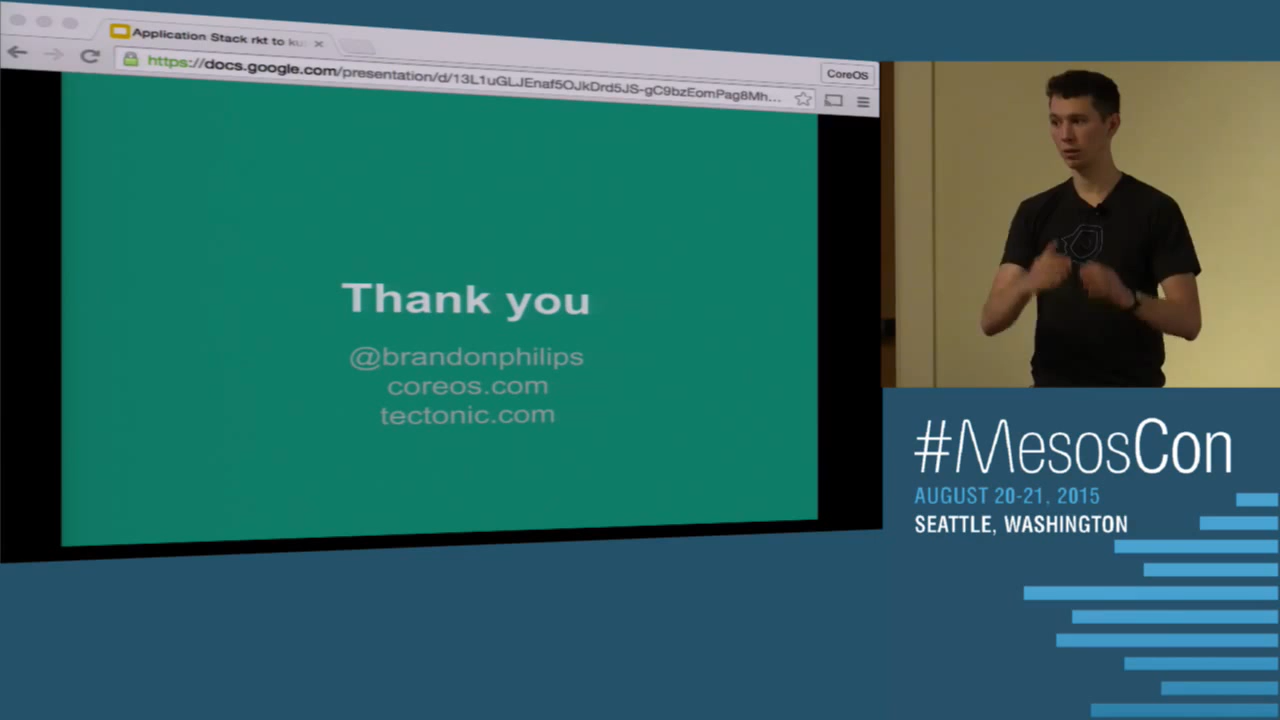 Application Stack rkt to ku
https://docs.google.com/presentation/d/13L1uGLJEnaf5OJkDrd5JS-gC9bzEomPag8Mh...
CoreOS
Thank you
@brandonphilips
coreos.com
tectonic.com
#MesosCon
AUGUST 20-21, 2015
SEATTLE, WASHINGTON